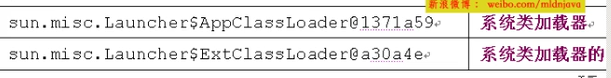 新浪博客: weibo.com/mldnjava
sun.misc.Launcher$AppClassLoader@1371a59
系统类加载器
sun.misc.Launcher$ExtClassLoader@a30a4e
系统类加载器的